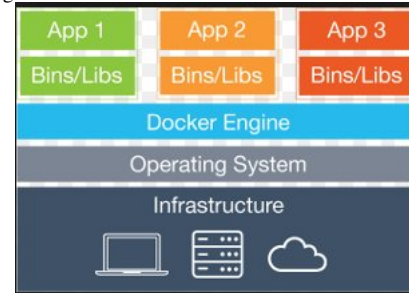 App 1 App 2 App 3
Bins/Libs Bins/Libs Bins/Libs
Docker Engine
Operating System
Infrastructure